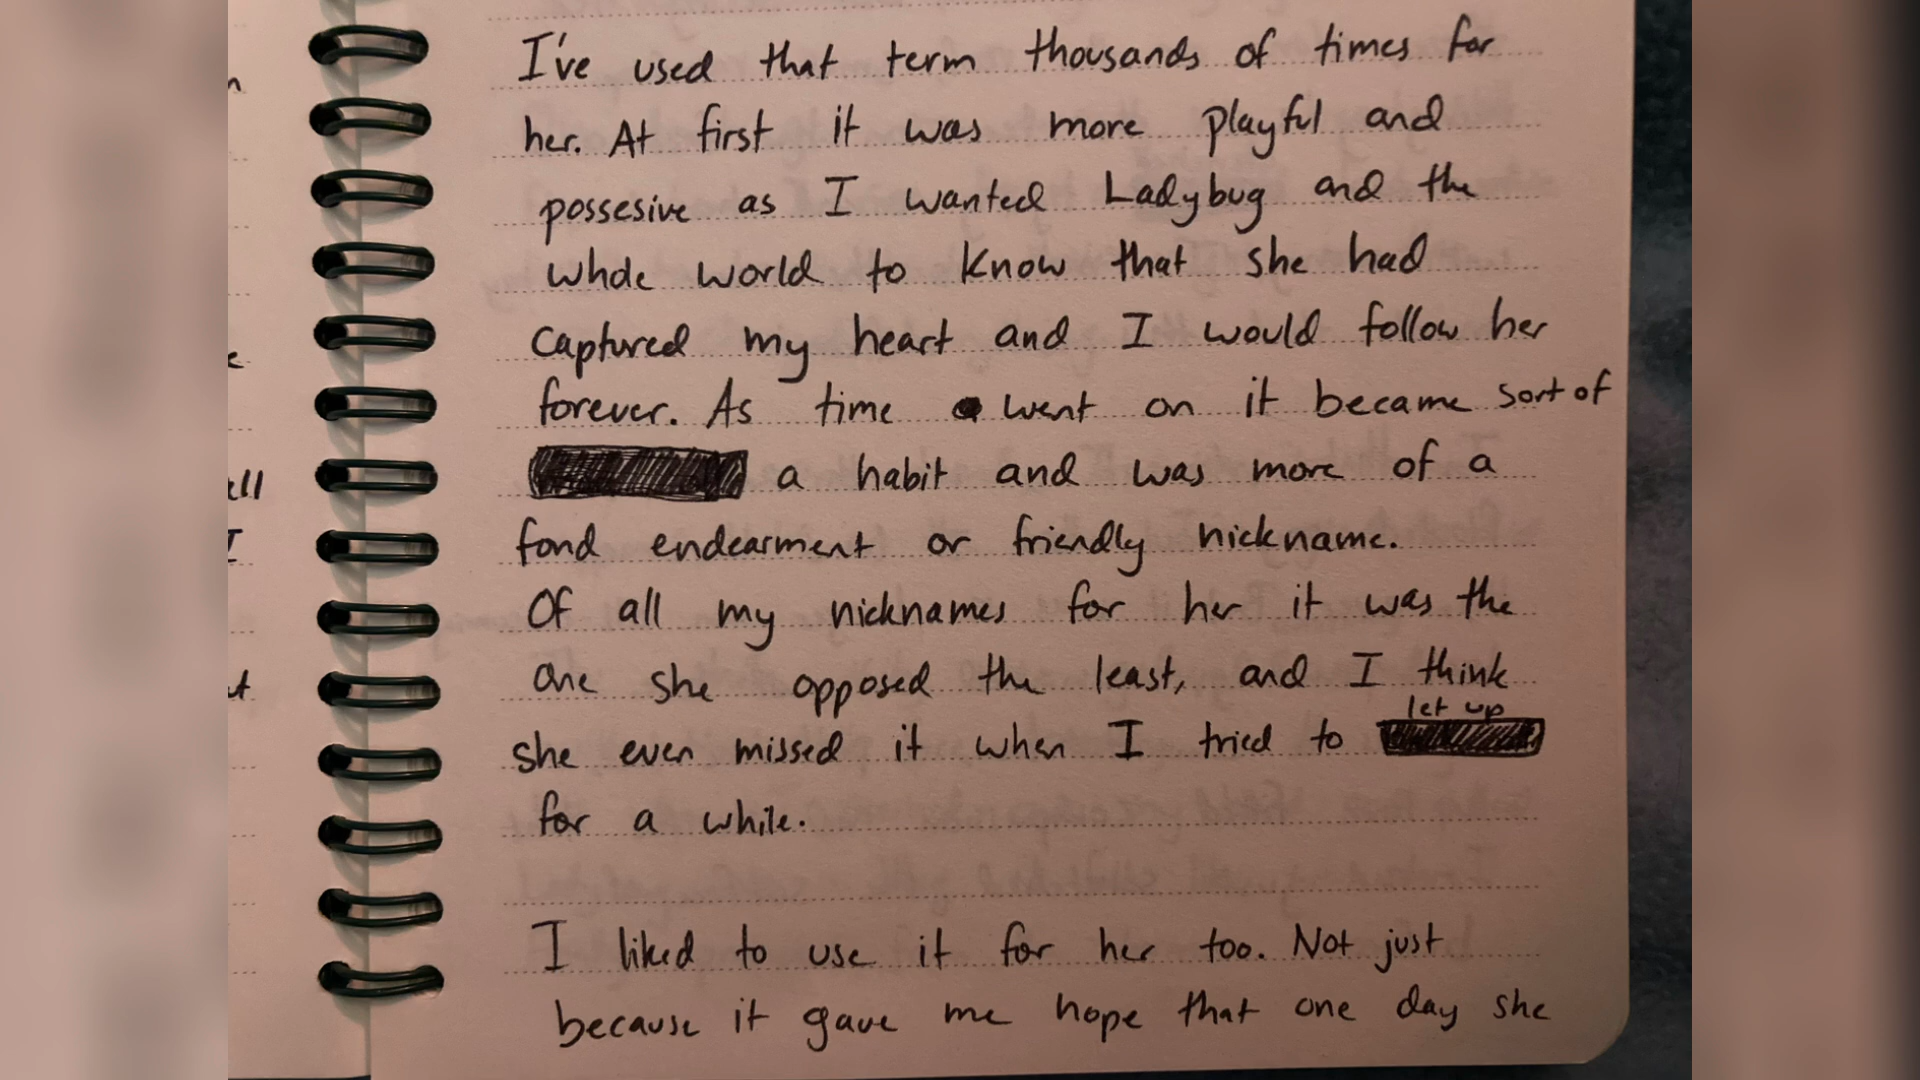 I've used that term thousands of times for
her. At first it was more playful and
possesive as I wanted Ladybug and the
whole world to know that she had
captured my heart and I would follow her
forever. As time went on it became sort of
a habit and was more of a
fond endearment or friendly nickname.
Of all my nicknames for her it was the
one she opposed the least, and I think
let up
she even missed it when I tried to
for a while.
I liked to use it for her too. Not just
because it gave me hope that one day she
ell
I